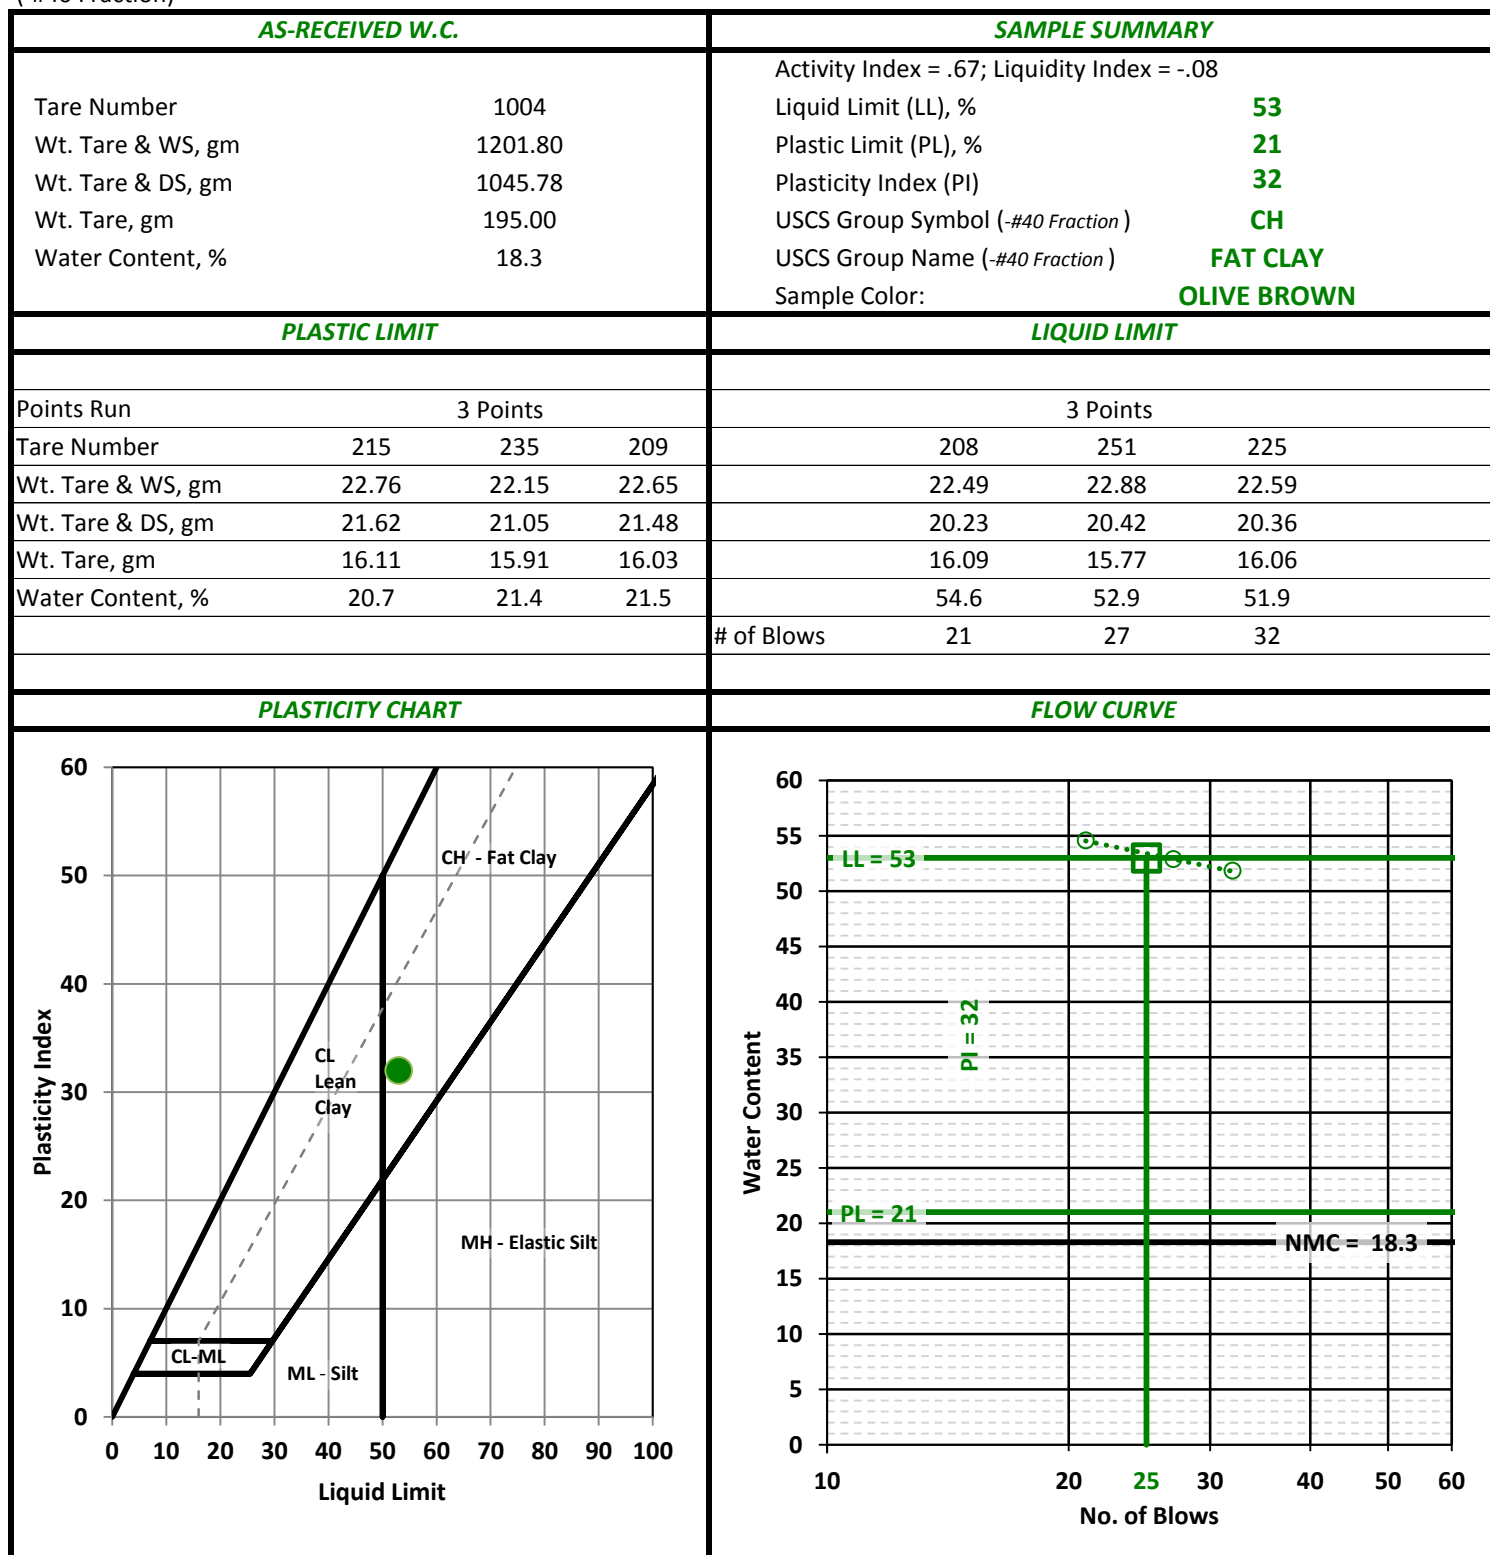 AS-RECEIVED W.C.
SAMPLE SUMMARY
Activity Index = .67; Liquidity Index = -.08
Tare Number 1004
Liquid Limit (LL), % 53
Wt. Tare & WS, gm 1201.80
Plastic Limit (PL), % 21
Wt. Tare & DS, gm 1045.78
Plasticity Index (PI) 32
Wt. Tare, gm 195.00
USCS Group Symbol (-#40 Fraction ) CH
Water Content, % 18.3
USCS Group Name (-#40 Fraction ) FAT CLAY
Sample Color: OLIVE BROWN
PLASTIC LIMIT
LIQUID LIMIT
Points Run 3 Points 3 Points
Tare Number 215 235 209 208 251 225
Wt. Tare & WS, gm 22.76 22.15 22.65 22.49 22.88 22.59
Wt. Tare & DS, gm 21.62 21.05 21.48 20.23 20.42 20.36
Wt. Tare, gm 16.11 15.91 16.03 16.09 15.77 16.06
Water Content, % 20.7 21.4 21.5 54.6 52.9 51.9
# of Blows 21 27 32
PLASTICITY CHART
FLOW CURVE
60
50
40
30
20
10
0
Plasticity Index
CH - Fat Clay
CL
Lean
Clay
MH - Elastic Silt
CL-ML
ML - Silt
0 10 20 30 40 50 60 70 80 90 100
Liquid Limit
60
55
50
45
40
35
30
25
20
15
10
5
0
Water Content
LL = 53
PI = 32
PL = 21
NMC = 18.3
10 20 25 30 40 50 60
No. of Blows